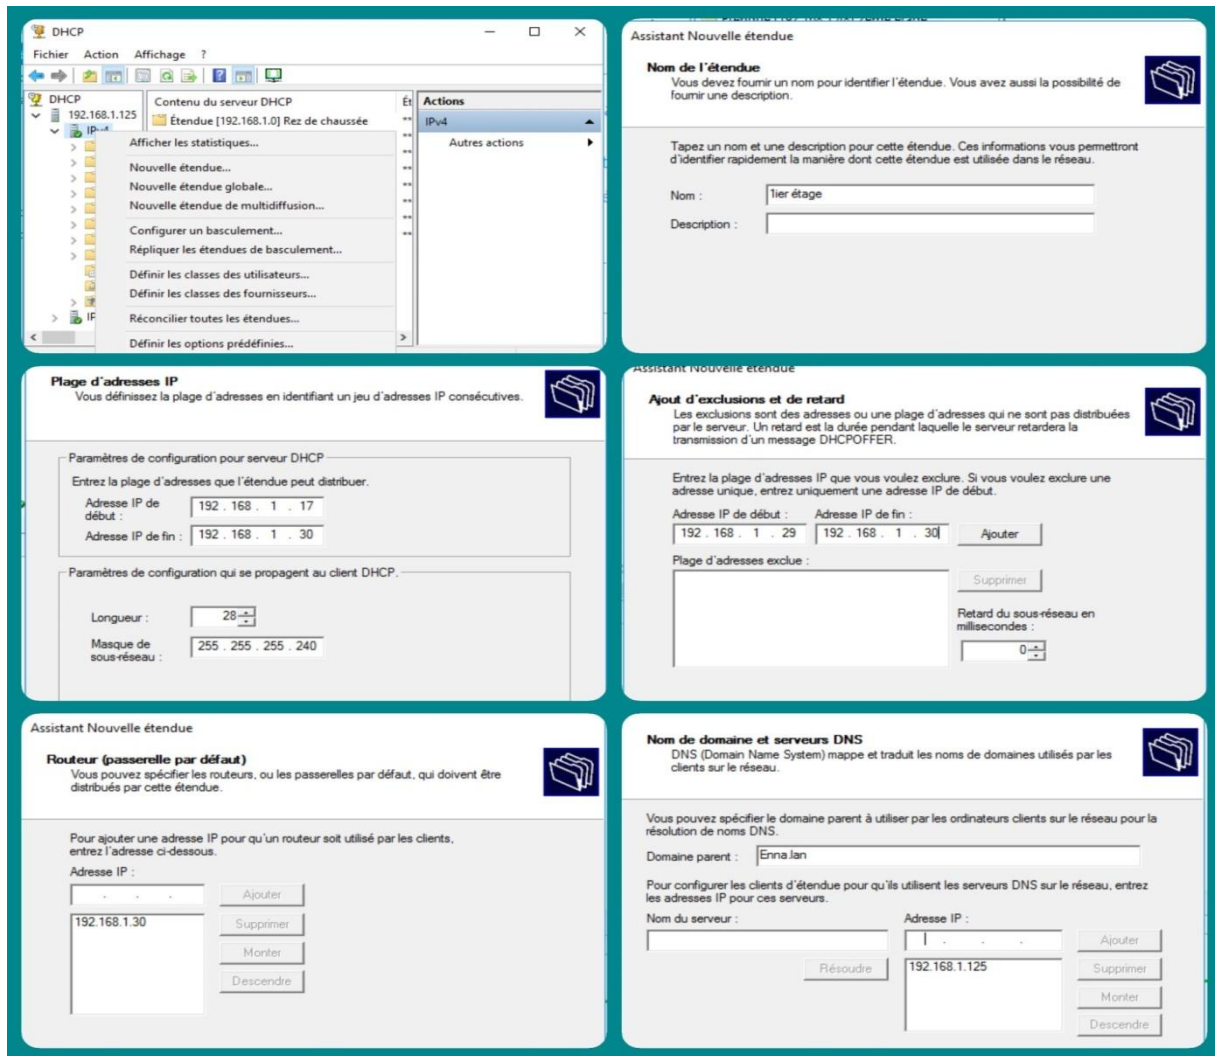 DHCP
Fichier Action Affichage ?
DHCP
192.168.1.125
IPv4
Contenu du serveur DHCP
Étendue [192.168.1.0] Rez de chaussée
Ét
Actions
IPv4
Autres actions
Afficher les statistiques...
Nouvelle étendue...
Nouvelle étendue globale...
Nouvelle étendue de multidiffusion...
Configurer un basculement...
Répliquer les étendues de basculement...
Définir les classes des utilisateurs...
Définir les classes des fournisseurs...
Réconcilier toutes les étendues...
Définir les options prédéfinies...
IP
Assistant Nouvelle étendue
Nom de l'étendue
Vous devez fournir un nom pour identifier l'étendue. Vous avez aussi la possibilité de
fournir une description.
Tapez un nom et une description pour cette étendue. Ces informations vous permettront
d'identifier rapidement la manière dont cette étendue est utilisée dans le réseau.
Nom : 1ier étage
Description :
Plage d'adresses IP
Vous définissez la plage d'adresses en identifiant un jeu d'adresses IP consécutives.
Paramètres de configuration pour serveur DHCP
Entrez la plage d'adresses que l'étendue peut distribuer.
Adresse IP de
début :
192 . 168 . 1 . 17
Adresse IP de fin : 192 . 168 . 1 . 30
Paramètres de configuration qui se propagent au client DHCP.
Longueur : 28
Masque de
sous-réseau :
255 . 255 . 255 . 240
Assistant Nouvelle étendue
Ajout d'exclusions et de retard
Les exclusions sont des adresses ou une plage d'adresses qui ne sont pas distribuées
par le serveur. Un retard est la durée pendant laquelle le serveur retardera la
transmission d'un message DHCPOFFER.
Entrez la plage d'adresses IP que vous voulez exclure. Si vous voulez exclure une
adresse unique, entrez uniquement une adresse IP de début.
Adresse IP de début : Adresse IP de fin :
192 . 168 . 1 . 29 192 . 168 . 1 . 30 Ajouter
Plage d'adresses exclue :
Supprimer
Retard du sous-réseau en
millisecondes :
0
Assistant Nouvelle étendue
Routeur (passerelle par défaut)
Vous pouvez spécifier les routeurs, ou les passerelles par défaut, qui doivent être
distribués par cette étendue.
Pour ajouter une adresse IP pour qu'un routeur soit utilisé par les clients,
entrez l'adresse ci-dessous.
Adresse IP :
Ajouter
192.168.1.30
Supprimer
Monter
Descendre
Nom de domaine et serveurs DNS
DNS (Domain Name System) mappe et traduit les noms de domaines utilisés par les
clients sur le réseau.
Vous pouvez spécifier le domaine parent à utiliser par les ordinateurs clients sur le réseau pour la
résolution de noms DNS.
Domaine parent : Enna.lan
Pour configurer les clients d'étendue pour qu'ils utilisent les serveurs DNS sur le réseau, entrez
les adresses IP pour ces serveurs.
Nom du serveur : Adresse IP :
Ajouter
Résoudre 192.168.1.125 Supprimer
Monter
Descendre